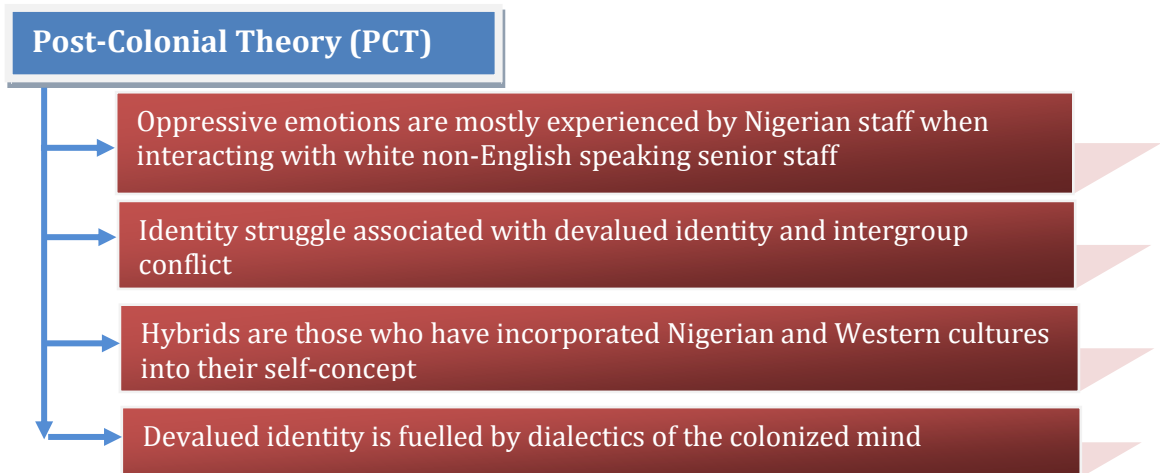 Post-Colonial Theory (PCT)
Oppressive emotions are mostly experienced by Nigerian staff when
interacting with white non-English speaking senior staff
Identity struggle associated with devalued identity and intergroup
conflict
Hybrids are those who have incorporated Nigerian and Western cultures
into their self-concept
Devalued identity is fuelled by dialectics of the colonized mind